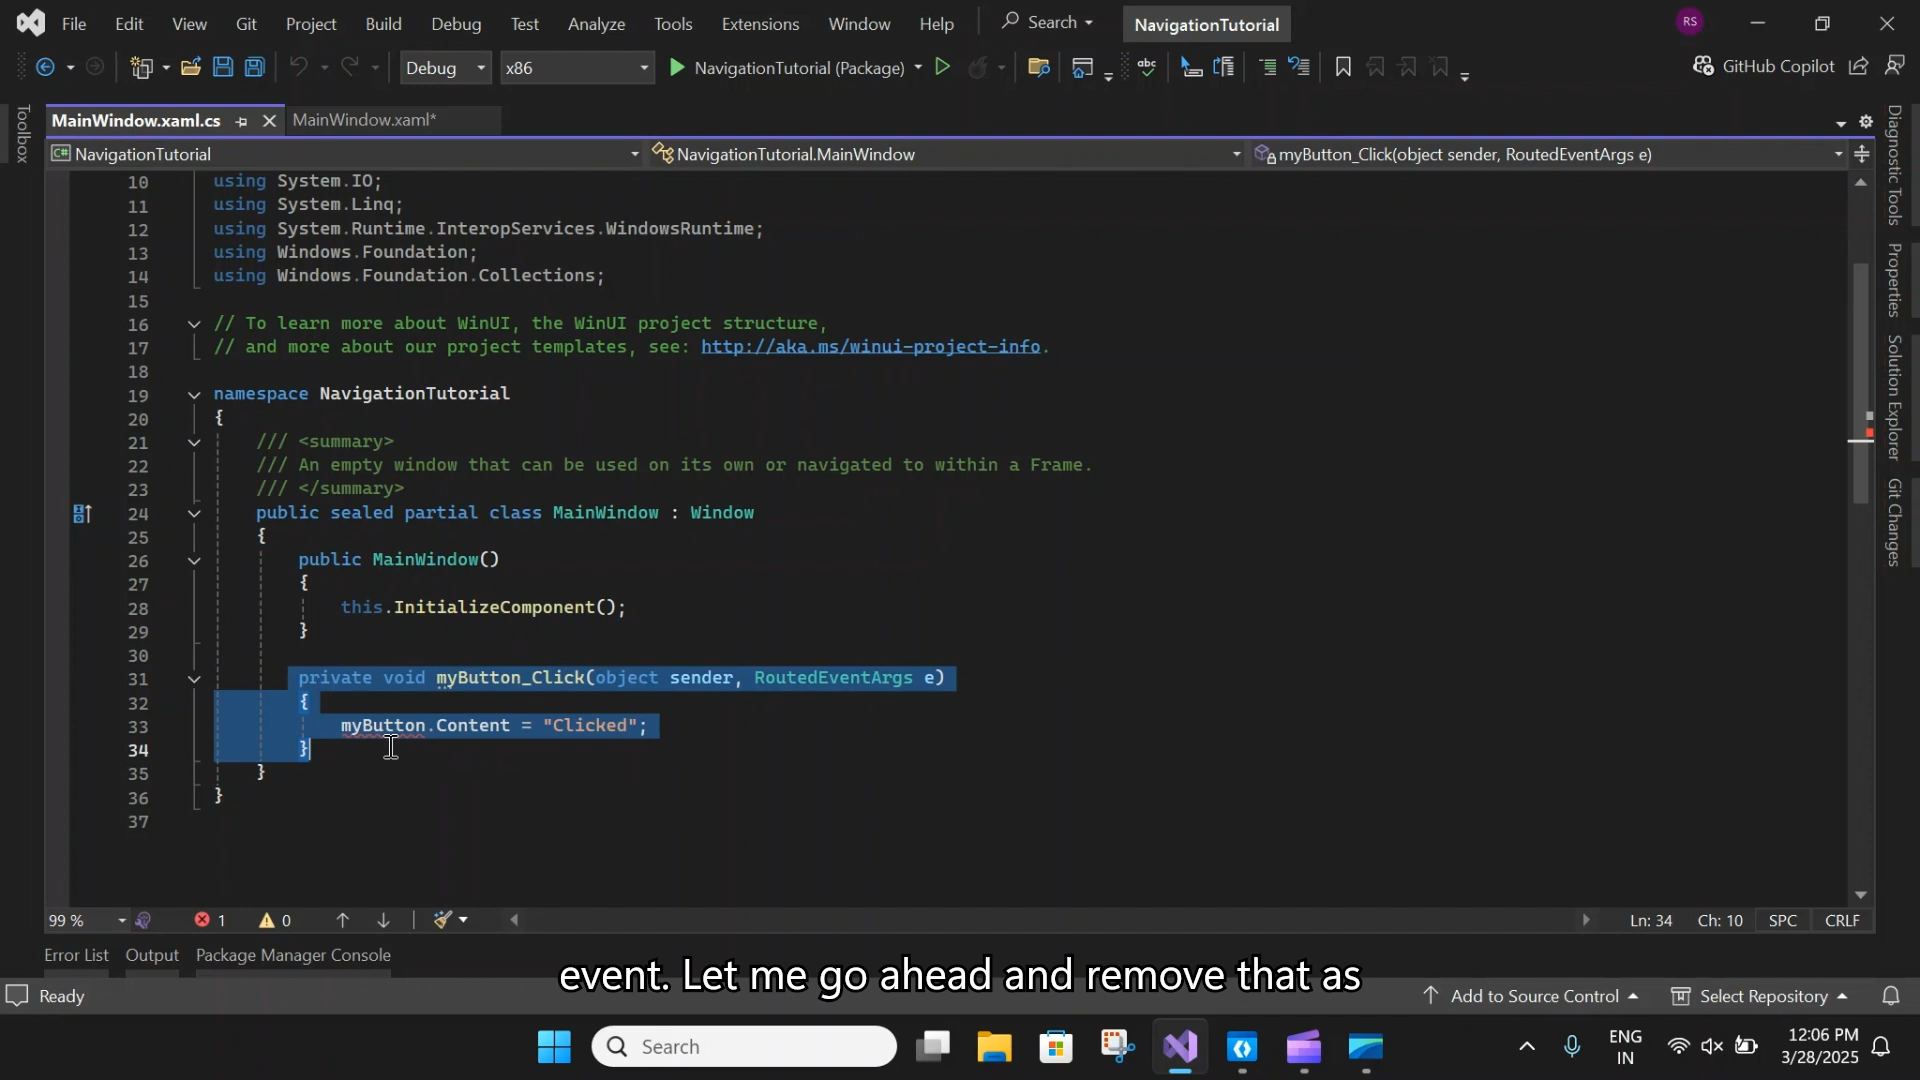 File Edit View Git Project Build Debug Test Analyze Tools Extensions Window Help Search NavigationTutorial RS
Debug x86 NavigationTutorial (Package) abc GitHub Copilot
Toolbox
MainWindow.xaml.cs MainWindow.xaml*
C# NavigationTutorial NavigationTutorial.MainWindow myButton_Click(object sender, RoutedEventArgs e)
10 using System.IO;
11 using System.Linq;
12 using System.Runtime.InteropServices.WindowsRuntime;
13 using Windows.Foundation;
14 using Windows.Foundation.Collections;
15
16 // To learn more about WinUI, the WinUI project structure,
17 // and more about our project templates, see: http://aka.ms/winui-project-info.
18
19 namespace NavigationTutorial
20 {
21 /// <summary>
22 /// An empty window that can be used on its own or navigated to within a Frame.
23 /// </summary>
24 public sealed partial class MainWindow : Window
25 {
26 public MainWindow()
27 {
28 this.InitializeComponent();
29 }
30
31 private void myButton_Click(object sender, RoutedEventArgs e)
32 {
33 myButton.Content = "Clicked";
34 }
35 }
36 }
37
Diagnostic Tools
Properties
Solution Explorer
Git Changes
99 % 1 0 Ln: 34 Ch: 10 SPC CRLF
Error List Output Package Manager Console
event. Let me go ahead and remove that as
Ready Add to Source Control Select Repository
Search ENG 12:06 PM
IN 3/28/2025